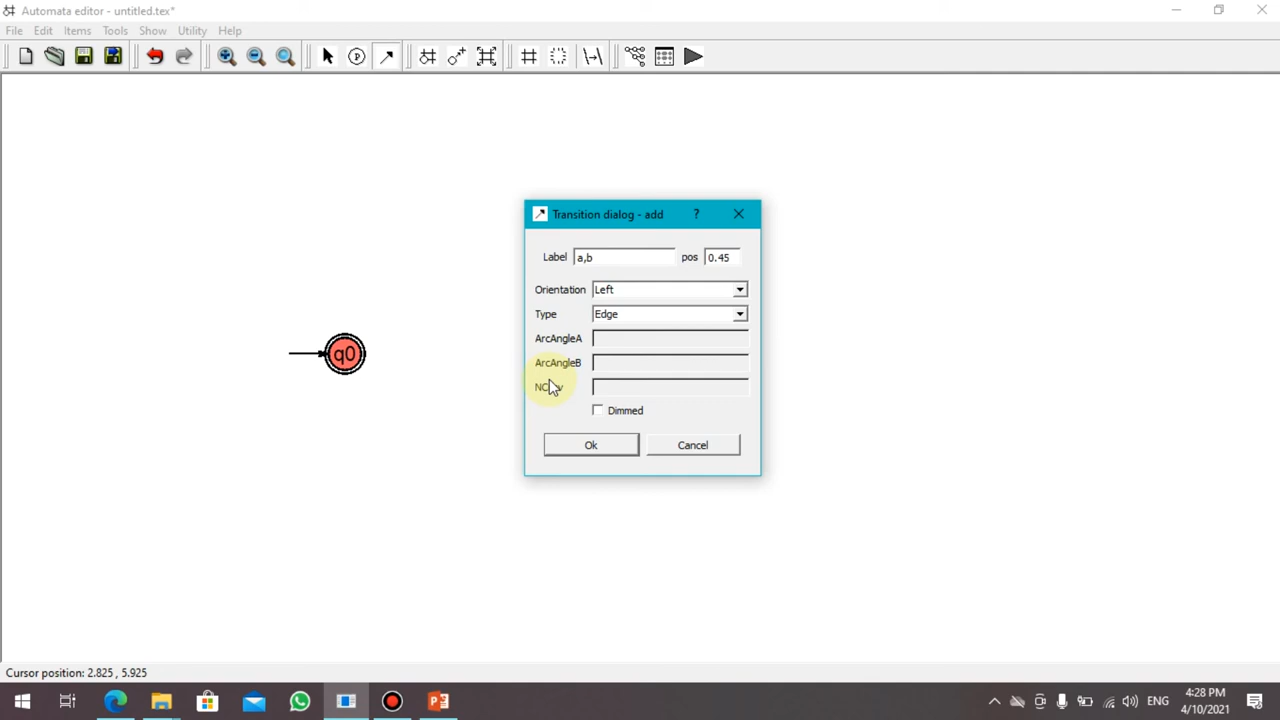 Automata editor - untitled.tex*
File Edit Items Tools Show Utility Help
P
Transition dialog - add ?
Label a,b pos 0.45
Orientation Left
Type Edge
ArcAngleA
q0
ArcAngleB
Dimmed
Ok Cancel
Cursor position: 2.825 , 5.925
ENG
4:28 PM
4/10/2021